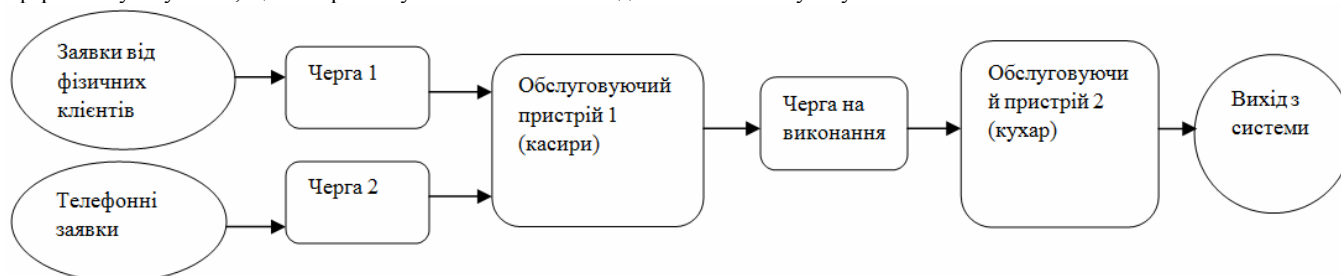 Заявки від
фізичних
клієнтів
Черга 1
Обслуговуючий
пристрій 1
(касири)
Черга на
виконання
Обслуговуючи
й пристрій 2
(кухар)
Вихід з
системи
Телефонні
заявки
Черга 2